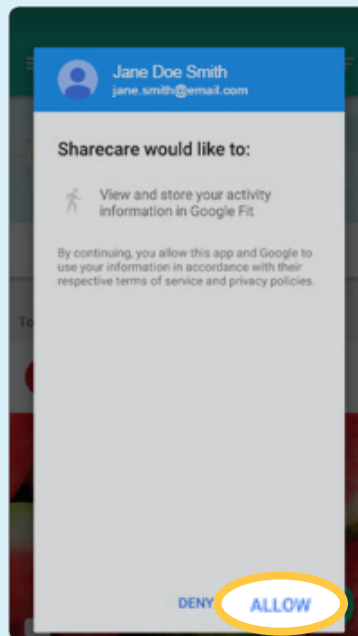 Jane Doe Smith
jane.smith@email.com
Sharecare would like to:
View and store your activity
information in Google Fit
By continuing, you allow this app and Google to
use your information in accordance with their
respective terms of service and privacy policies.
To
DENY
ALLOW